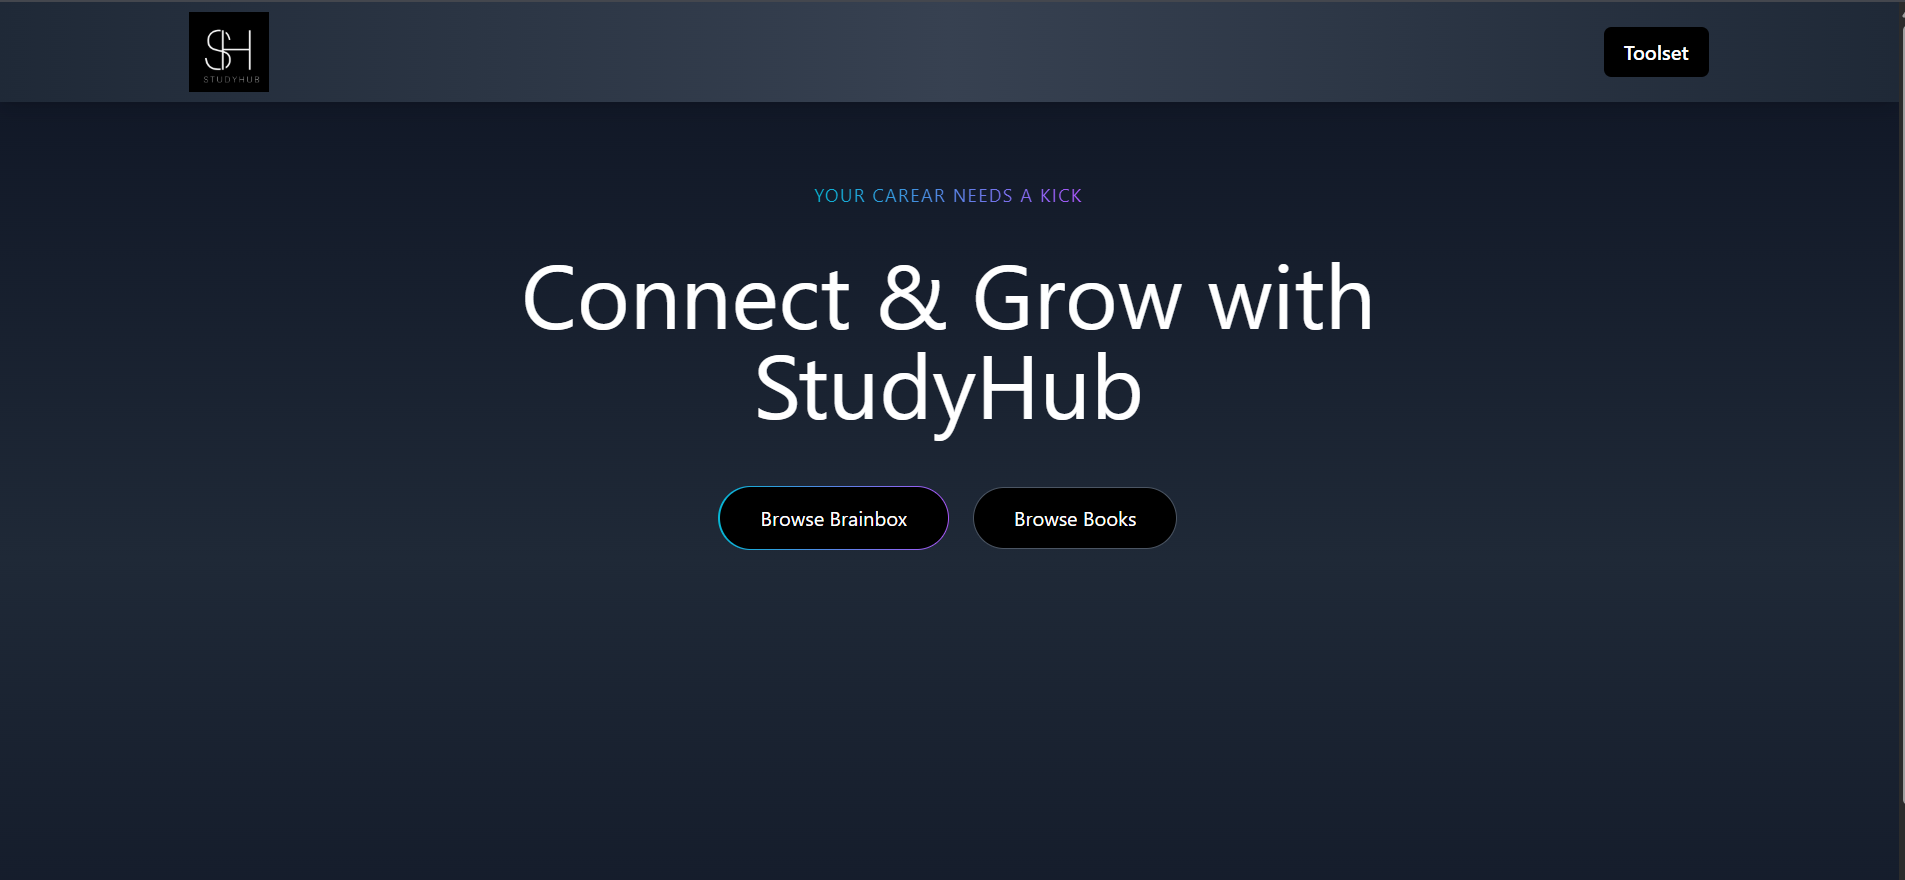 SH
STUDYHUB
Toolset
YOUR CAREAR NEEDS A KICK
Connect & Grow with
StudyHub
Browse Brainbox
Browse Books